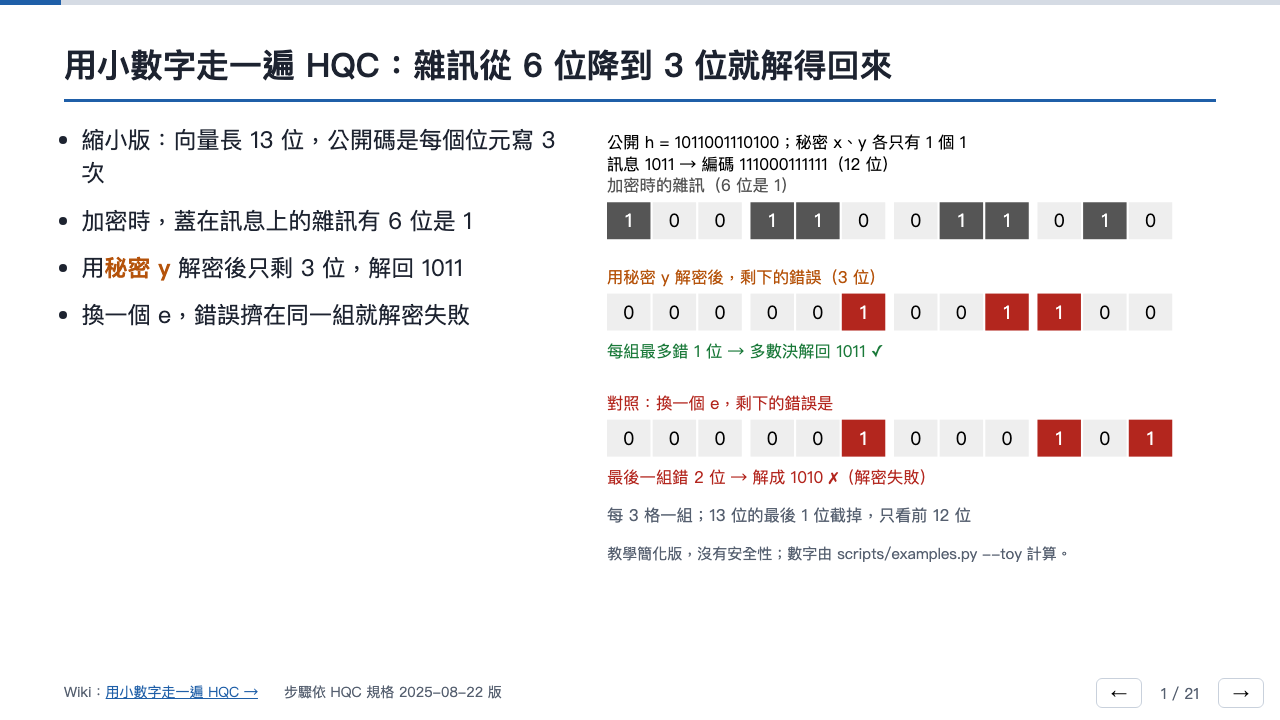 用小數字走一遍 HQC：雜訊從 6 位降到 3 位就解得回來
• 縮小版：向量長 13 位，公開碼是每個位元寫 3
次
• 加密時，蓋在訊息上的雜訊有 6 位是 1
• 用秘密 y 解密後只剩 3 位，解回 1011
• 換一個 e，錯誤擠在同一組就解密失敗
公開 h = 1011001110100；秘密 x、y 各只有 1 個 1
訊息 1011 → 編碼 111000111111（12 位）
加密時的雜訊（6 位是 1）
1 0 0 1 1 0 0 1 1 0 1 0
用秘密 y 解密後，剩下的錯誤（3 位）
0 0 0 0 0 1 0 0 1 1 0 0
每組最多錯 1 位 → 多數決解回 1011 ✓
對照：換一個 e，剩下的錯誤是
0 0 0 0 0 1 0 0 0 1 0 1
最後一組錯 2 位 → 解成 1010 ✗（解密失敗）
每 3 格一組；13 位的最後 1 位截掉，只看前 12 位
教學簡化版，沒有安全性；數字由 scripts/examples.py --toy 計算。
Wiki：用小數字走一遍 HQC → 步驟依 HQC 規格 2025-08-22 版
← 1 / 21 →